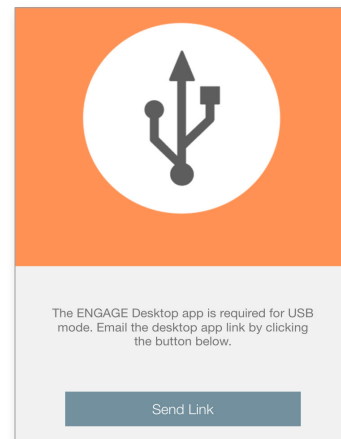 The ENGAGE Desktop app is required for USB
mode. Email the desktop app link by clicking
the button below.
Send Link